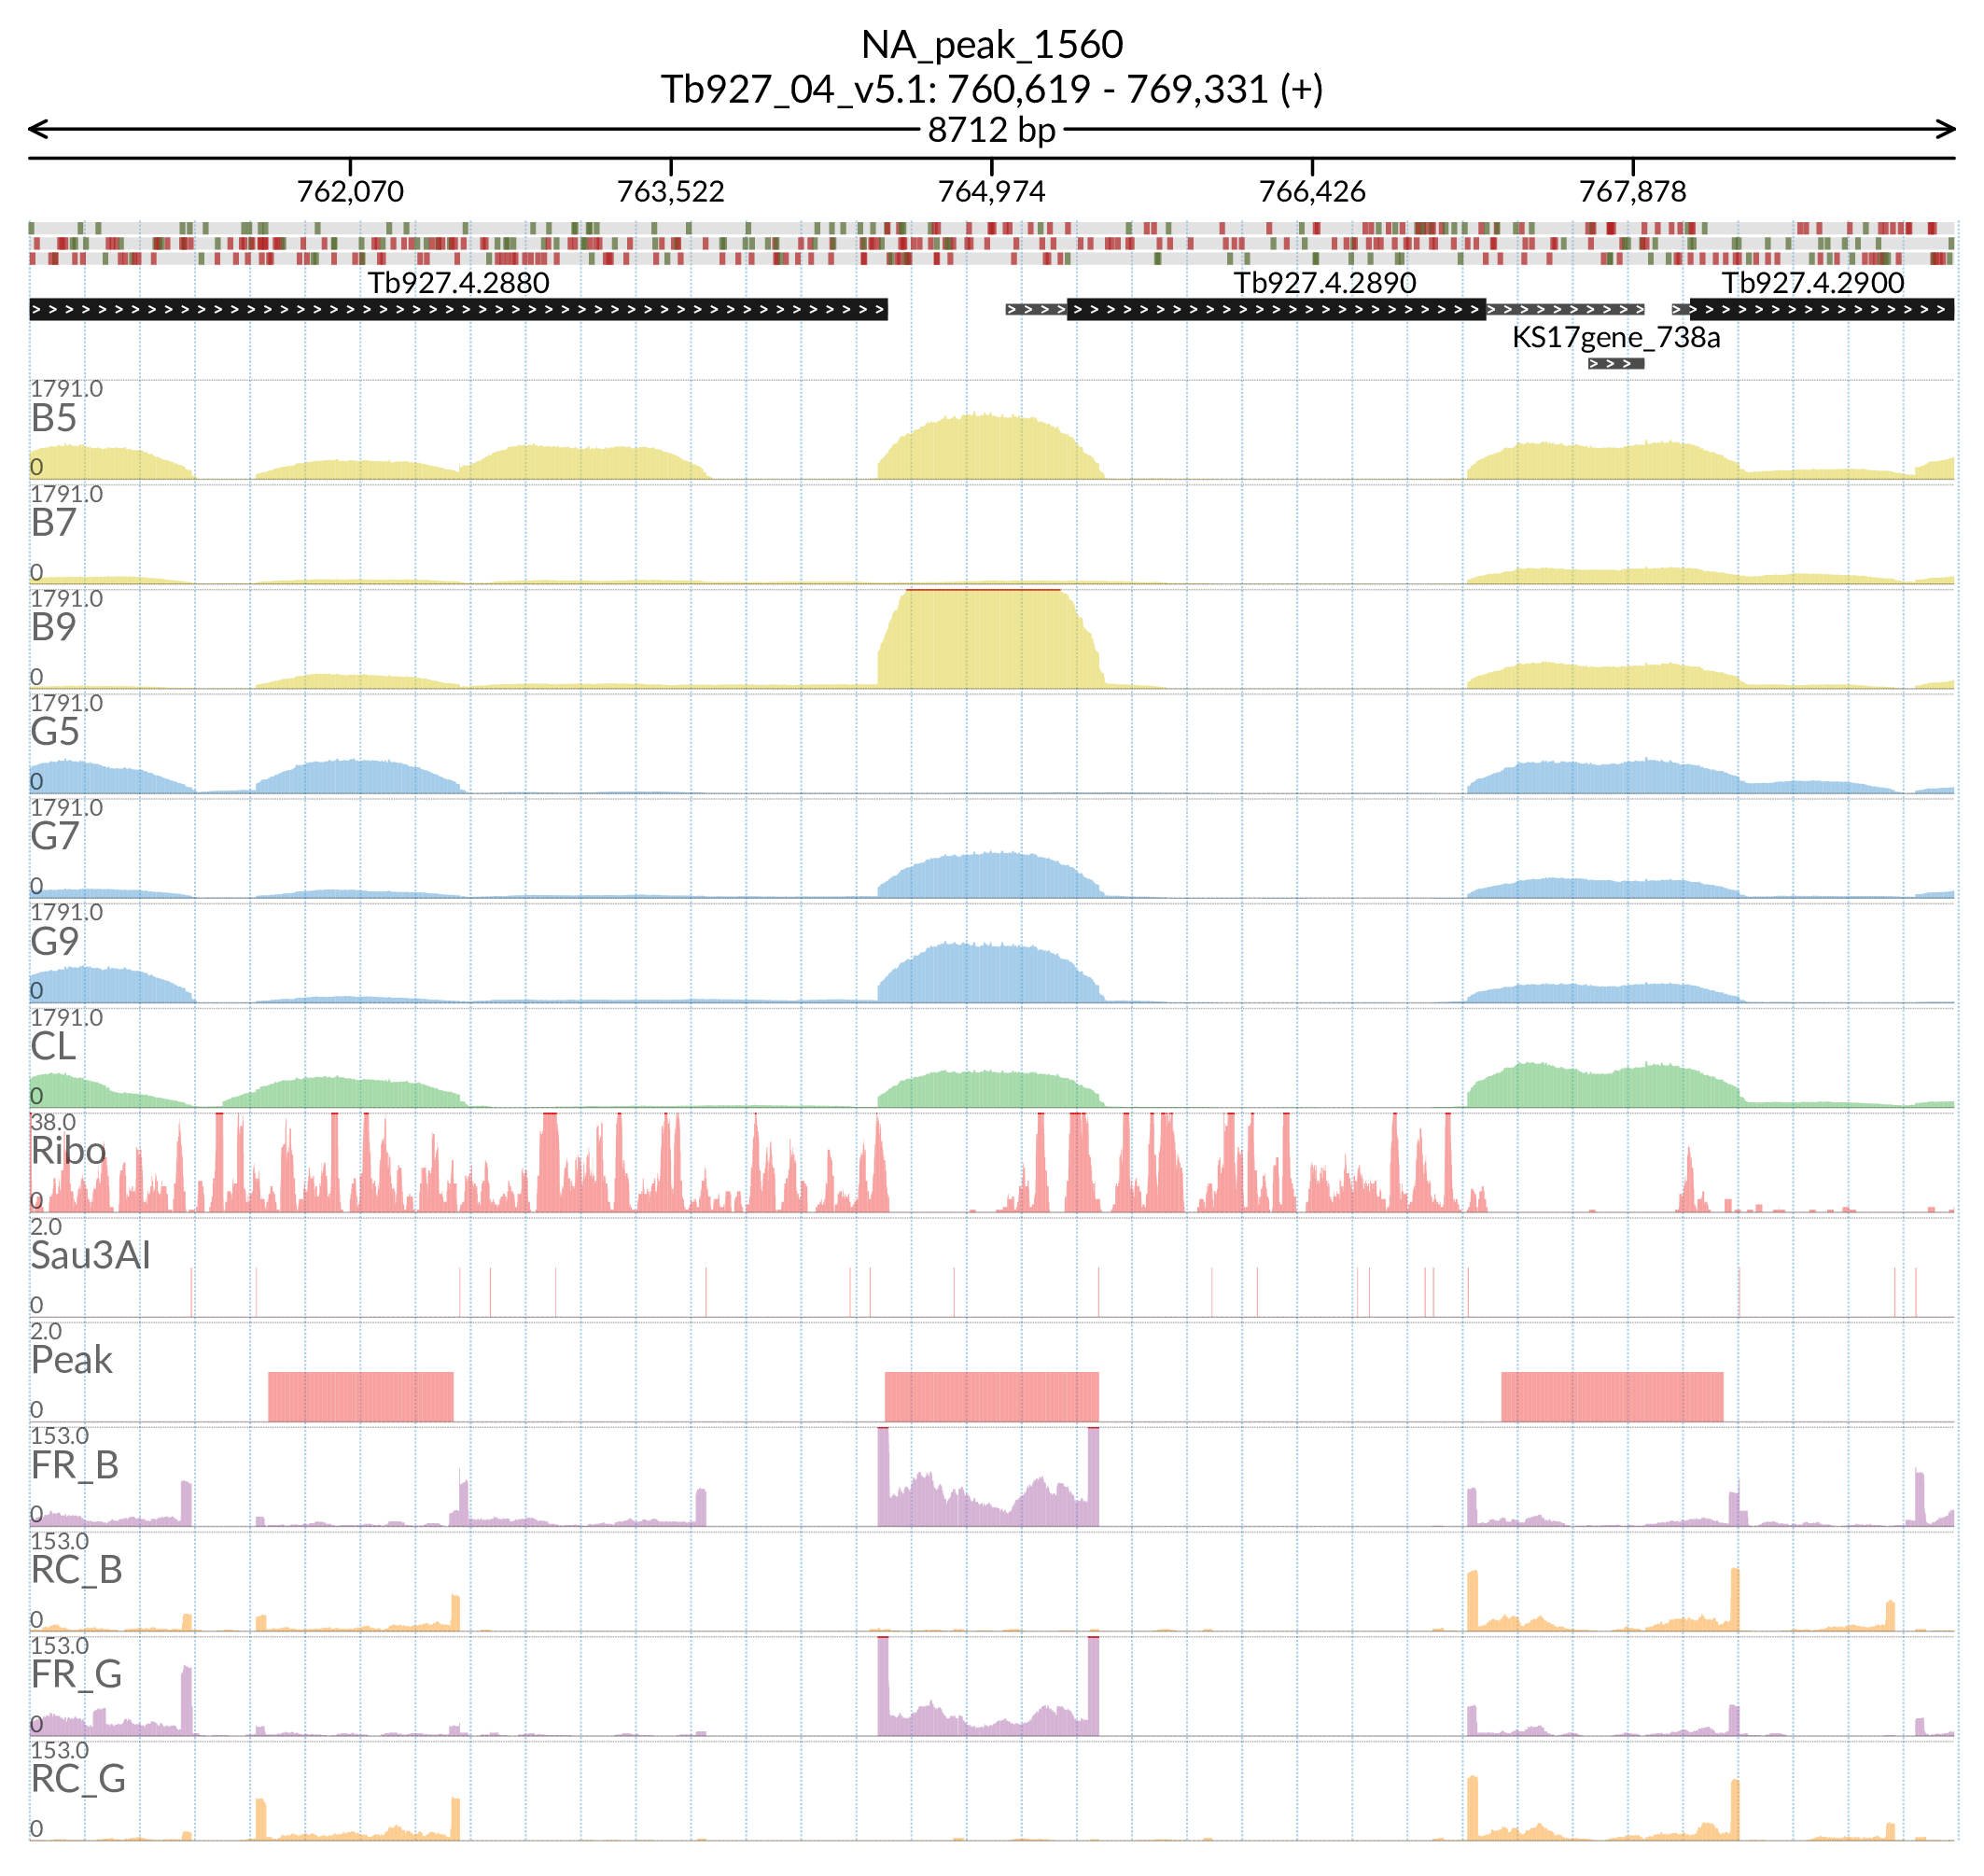 NA_peak_1560
Tb927_04_v5.1: 760,619 - 769,331 (+)
8712 bp
762,070 763,522 764,974 766,426 767,878
Tb927.4.2880 Tb927.4.2890 Tb927.4.2900
KS17gene_738a
1791.0
B5
0
1791.0
B7
0
1791.0
B9
0
1791.0
G5
0
1791.0
G7
0
1791.0
G9
0
1791.0
CL
0
38.0
Ribo
0
2.0
Sau3AI
0
2.0
Peak
0
153.0
FR_B
0
153.0
RC_B
0
153.0
FR_G
0
153.0
RC_G
0